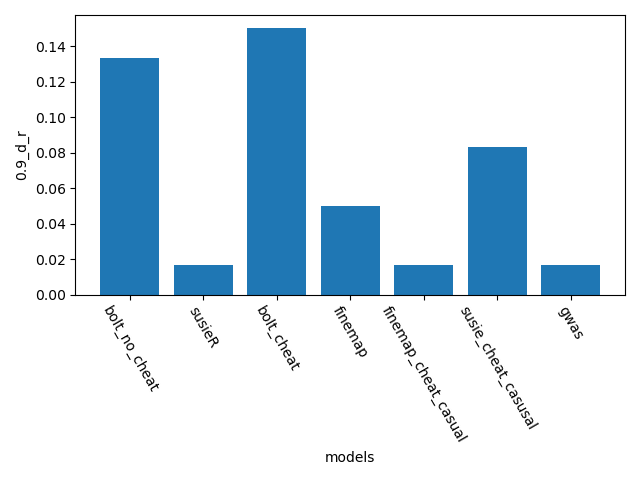 0.14
0.12
0.10
0.08
0.06
0.04
0.02
0.00
0.9_d_r
bolt_no_cheat
susieR
bolt_cheat
finemap
finemap_cheat_casual
susie_cheat_casusal
gwas
models